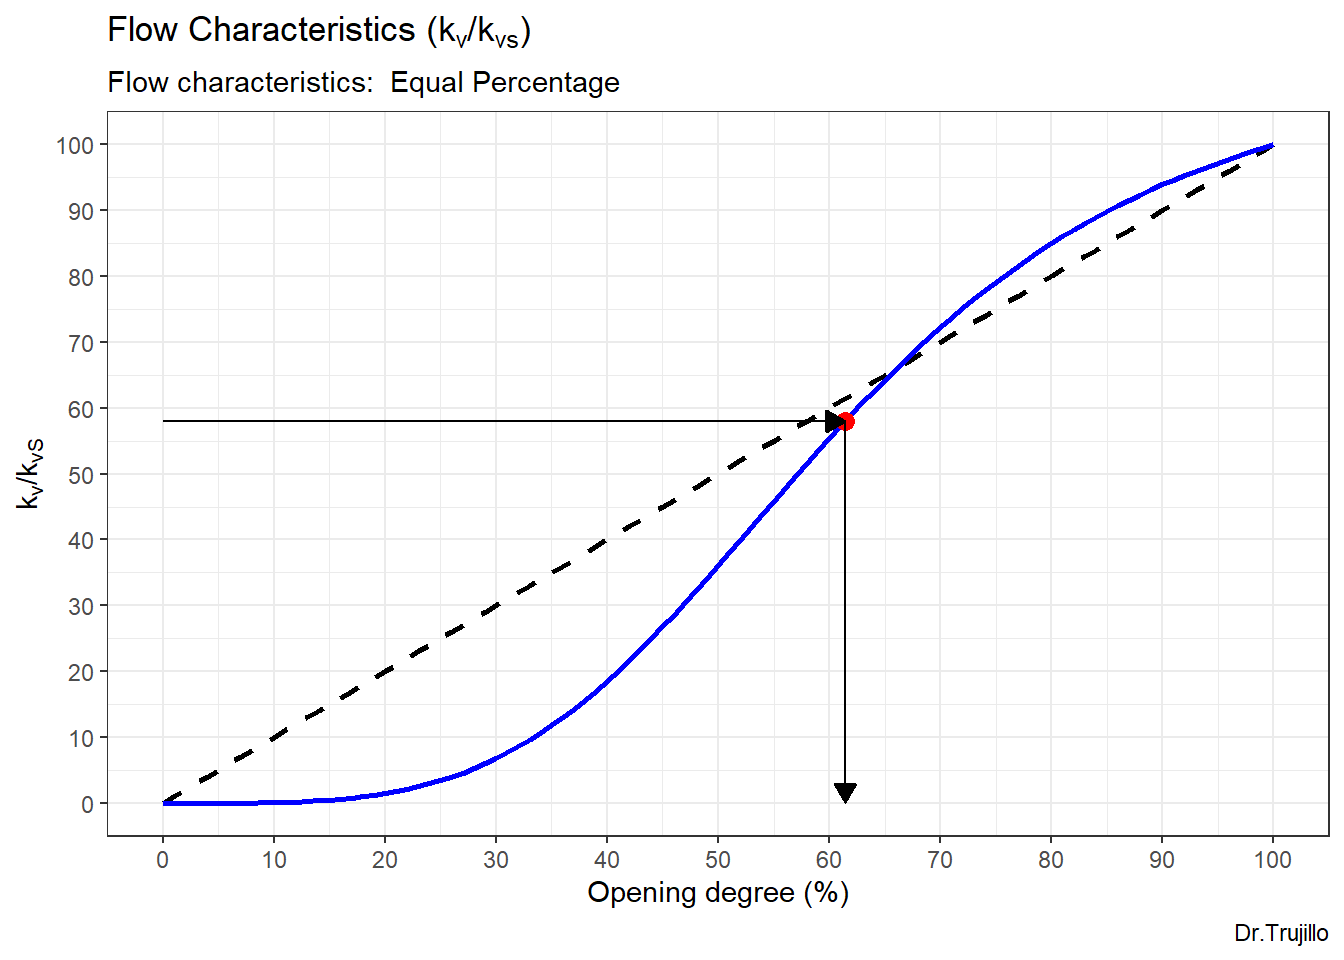 Flow Characteristics (kv/kvs)
Flow characteristics:  Equal Percentage
100
90
80
70
60
50
40
30
20
10
0
kv/kvS
0 10 20 30 40 50 60 70 80 90 100
Opening degree (%)
Dr.Trujillo